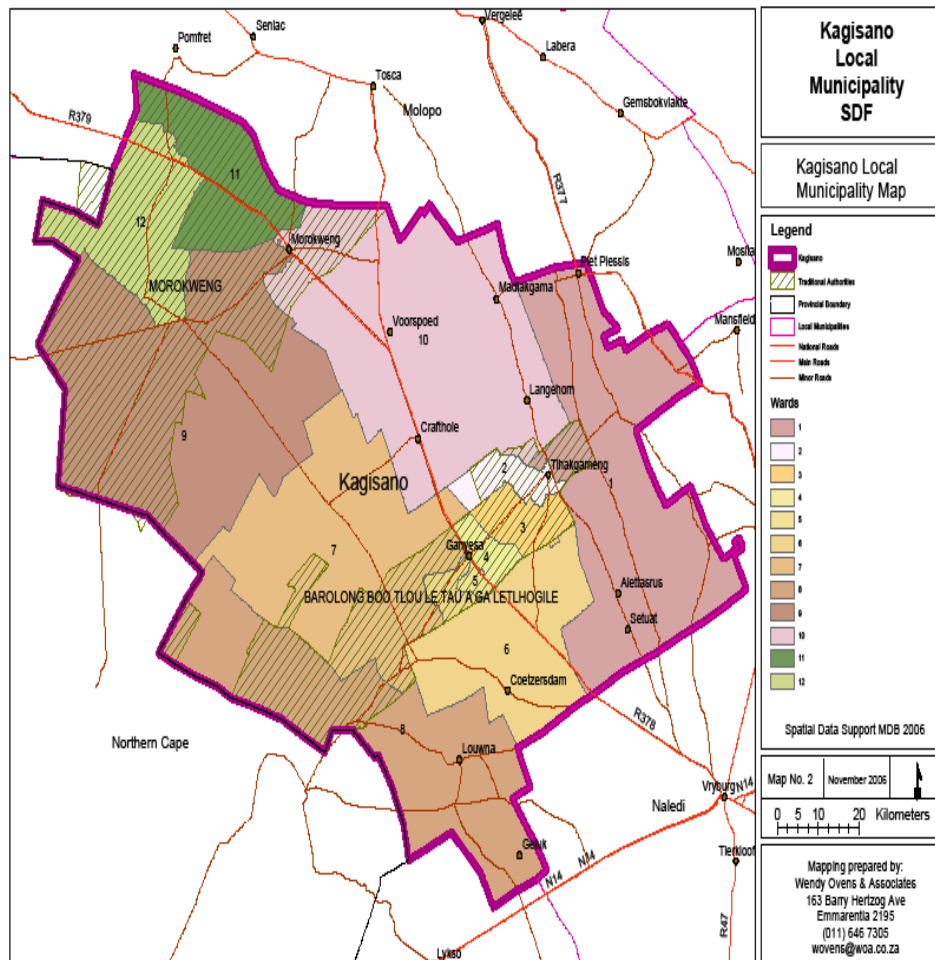 Pomfret
Senlac
Vergelee
Labera
Tosca
Molopo
Gemsbokvlakte
R379
R377
11
12
Morokweng
MOROKWENG
Piet Plessis
Madiakgama
Mansfield
Voorspoed
10
Langehorn
9
Crafthole
Kagisano
2
Tlhakgameng
1
3
Ganyesa
4
7
5
BAROLONG BOO TLOU LE TAU A GA LETLHOGILE
Alettasrus
Setuat
6
Coetzersdam
R378
Northern Cape
8
Louwna
Naledi
Vryburg
N14
Geluk
N14
N14
Tierkloof
R47
Lykso
Kagisano
Local
Municipality
SDF
Kagisano Local
Municipality Map
Legend
Kagisano
Traditional Authorities
Provincial Boundary
Local Municipalities
National Roads
Main Roads
Minor Roads
Wards
1
2
3
4
5
6
7
8
9
10
11
12
Spatial Data Support MDB 2006
Map No. 2
November 2006
0 5 10 20 Kilometers
Mapping prepared by:
Wendy Ovens & Associates
163 Barry Hertzog Ave
Emmarentia 2195
(011) 646 7305
wovens@woa.co.za